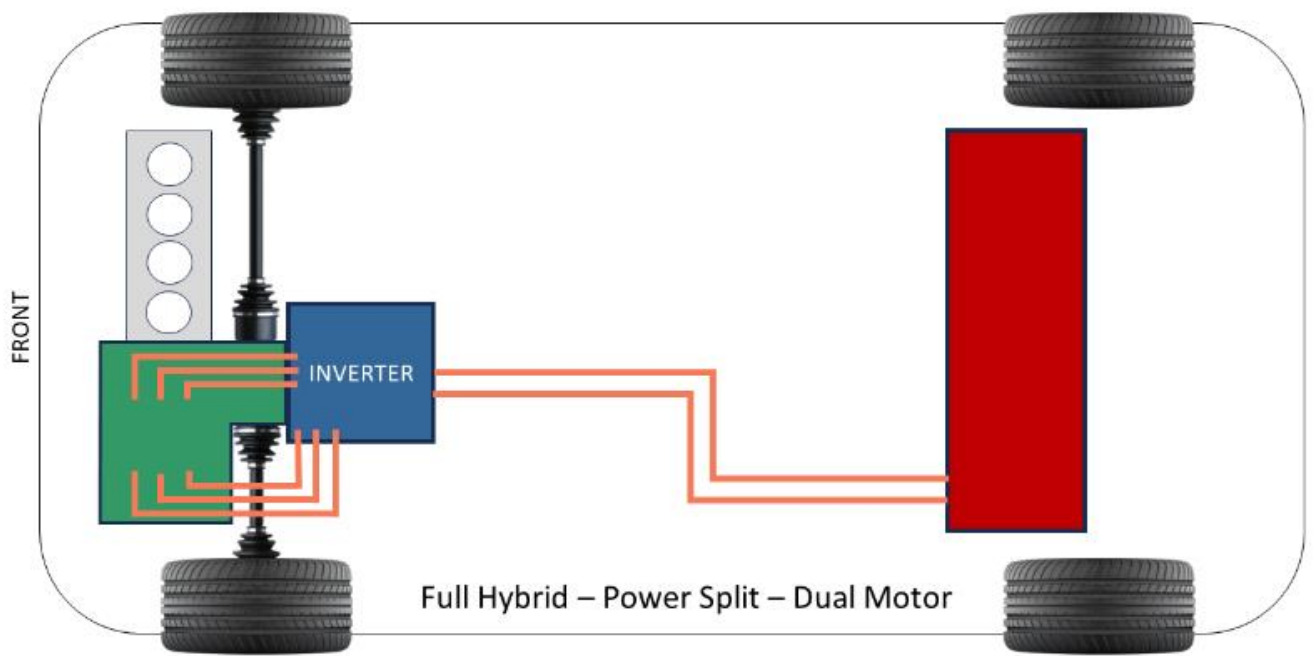 FRONT
INVERTER
Full Hybrid – Power Split – Dual Motor